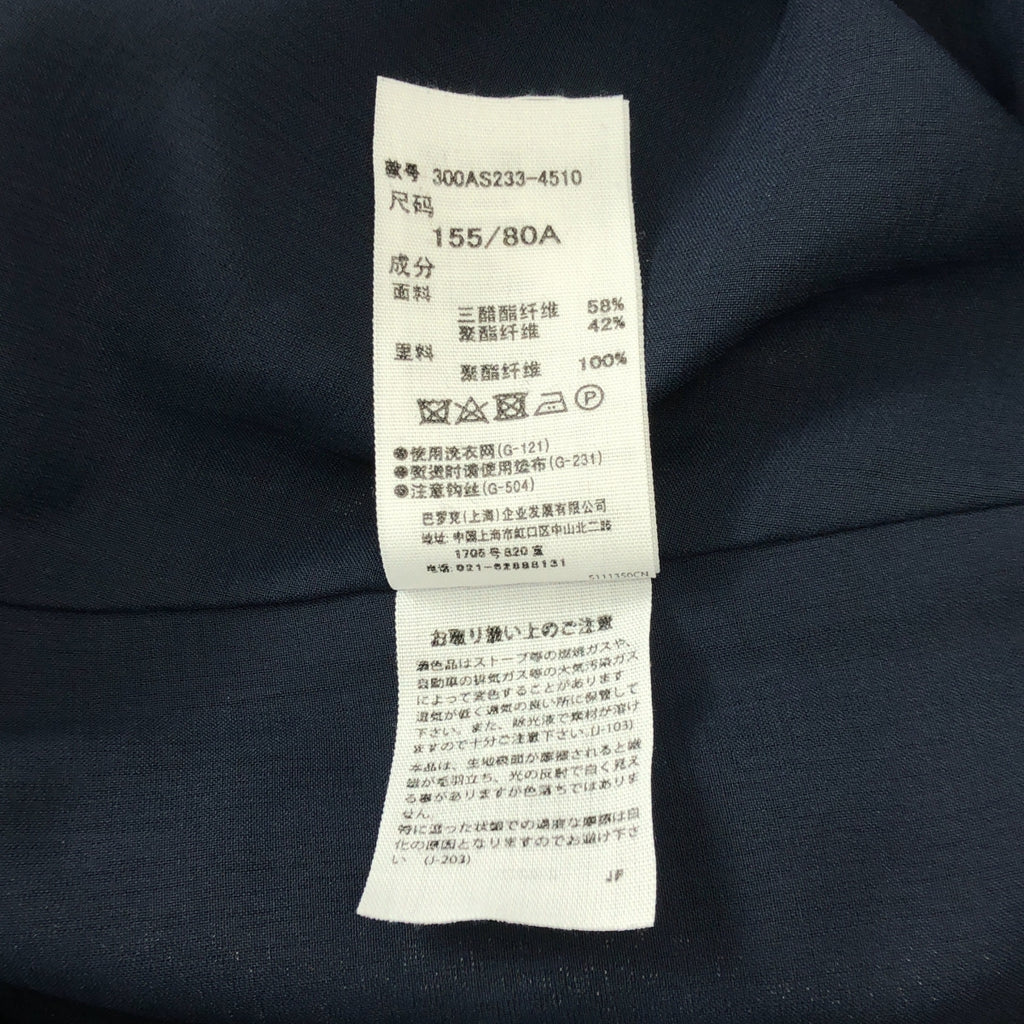 款号 300AS233-4510
尺码
155/80A
成分
面料
三醋酯纤维 58%
聚酯纤维 42%
里料
聚酯纤维 100%
P
●使用洗衣网(G-121)
●熨烫时请使用垫布(G-231)
●注意钩丝(G-504)
巴罗克(上海)企业发展有限公司
地址:中国上海市虹口区中山北二路
1705号820室
电话:021-62888131
5111350CN
お取り扱い上のご注意
濃色品はストーブ等の燃焼ガスや、
自動車の排気ガス等の大気汚染ガス
によって変色することがあります
湿気が低く通気の良い所に保管して
下さい。また、除光液で素材が溶け
ますので十分ご注意下さい。(J-103)
本品は、生地表面が摩擦されると繊
維が毛羽立ち、光の反射で白く見え
る事がありますが色落ちではありま
せん。
特に湿った状態での過度な摩擦は白
化の原因となりますのでお避け下さ
い (J-203)
JP